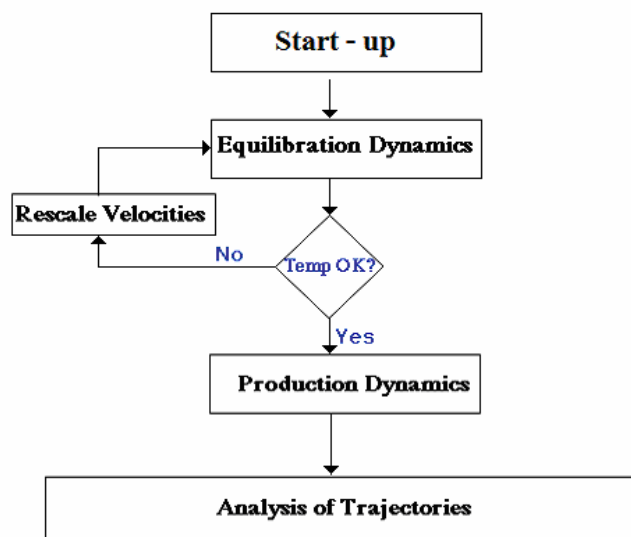 Start - up
Equilibration Dynamics
Rescale Velocities
No
Temp OK?
Yes
Production Dynamics
Analysis of Trajectories